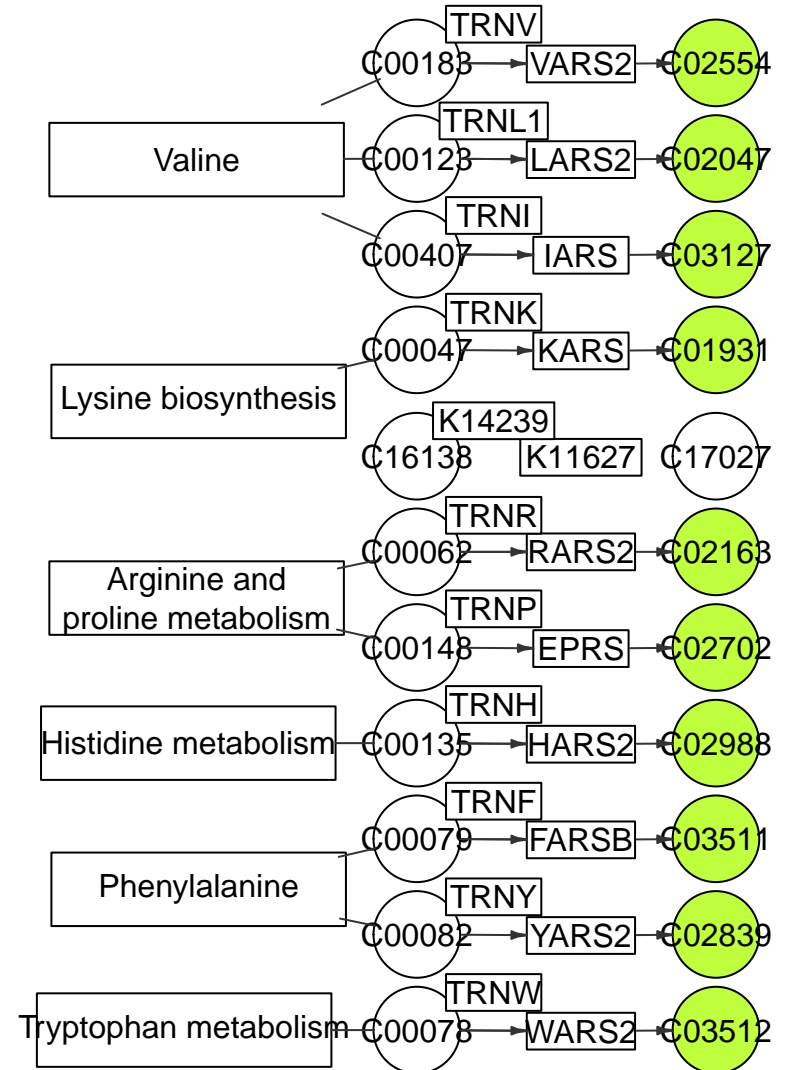 TRNV
C00183
VARS2
C02554
Valine
TRNL1
C00123
LARS2
C02047
TRNI
C00407
IARS
C03127
Lysine biosynthesis
TRNK
C00047
KARS
C01931
K14239
C16138
K11627
C17027
Arginine and
proline metabolism
TRNR
C00062
RARS2
C02163
TRNP
C00148
EPRS
C02702
Histidine metabolism
TRNH
C00135
HARS2
C02988
Phenylalanine
TRNF
C00079
FARSB
C03511
TRNY
C00082
YARS2
C02839
Tryptophan metabolism
TRNW
C00078
WARS2
C03512